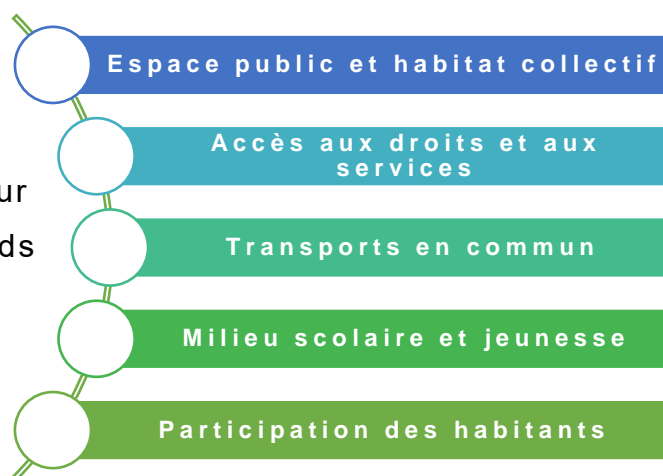 Espace public et habitat collectif
Accès aux droits et aux
services
Transports en commun
Milieu scolaire et jeunesse
Participation des habitants